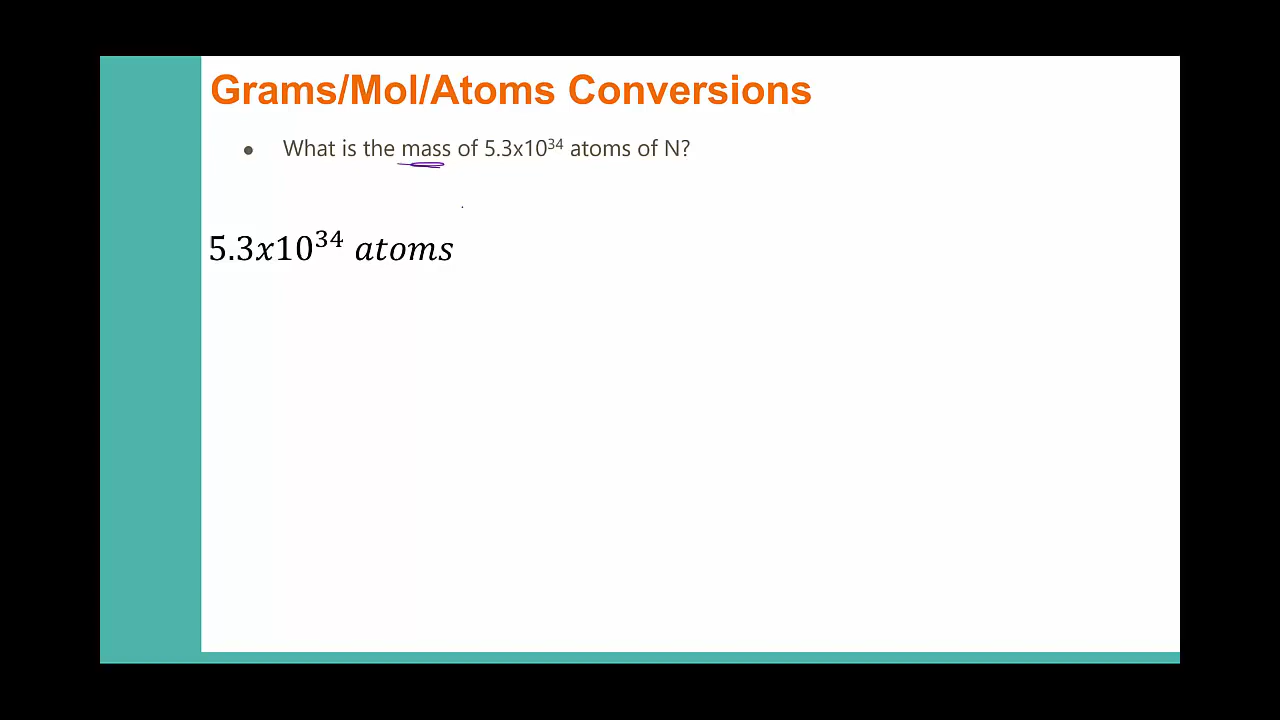 Grams/Mol/Atoms Conversions
● What is the mass of 5.3x10³⁴ atoms of N?
5.3x10³⁴ atoms